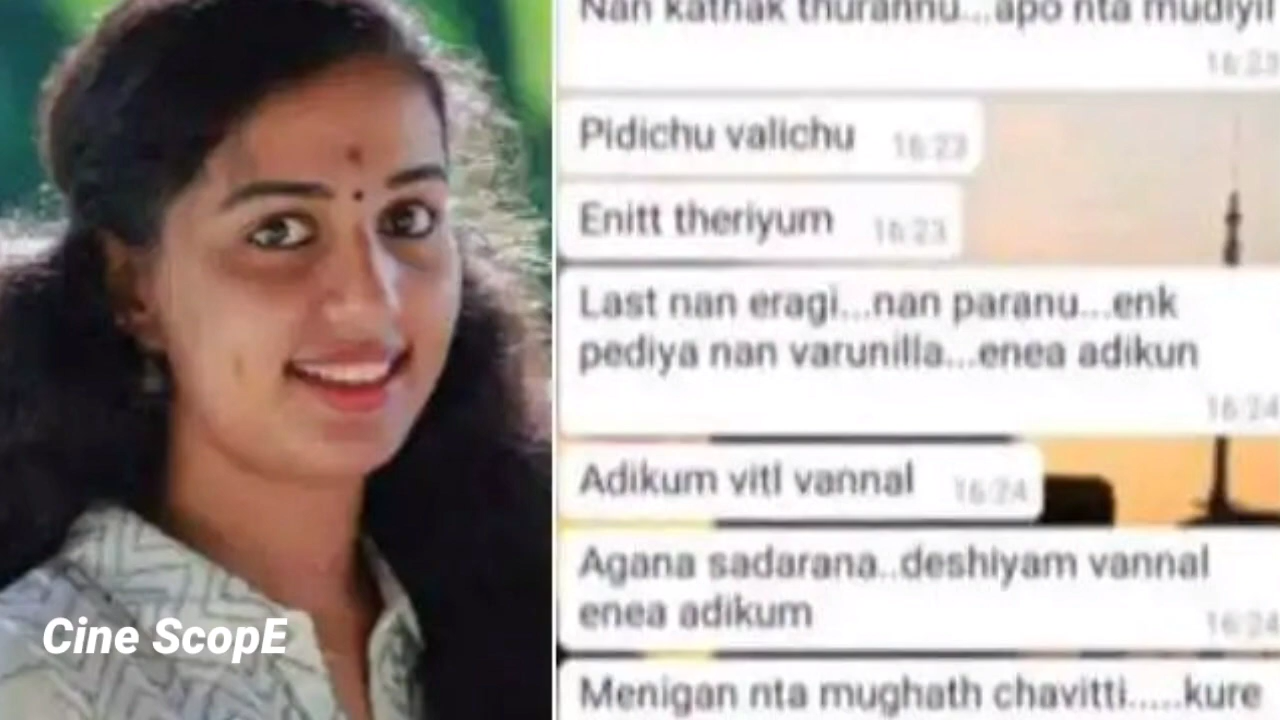 Nan kathak thurannu...apo nta mudiyil
16:23
Pidichu valichu 16:23
Enitt theriyum 16:23
Last nan eragi...nan paranu...enk
pediya nan varunilla...enea adikun
16:24
Adikum vitl vannal 16:24
Agana sadarana..deshiyam vannal
enea adikum 16:24
Menigan nta mughath chavitti.....kure
Cine ScopE